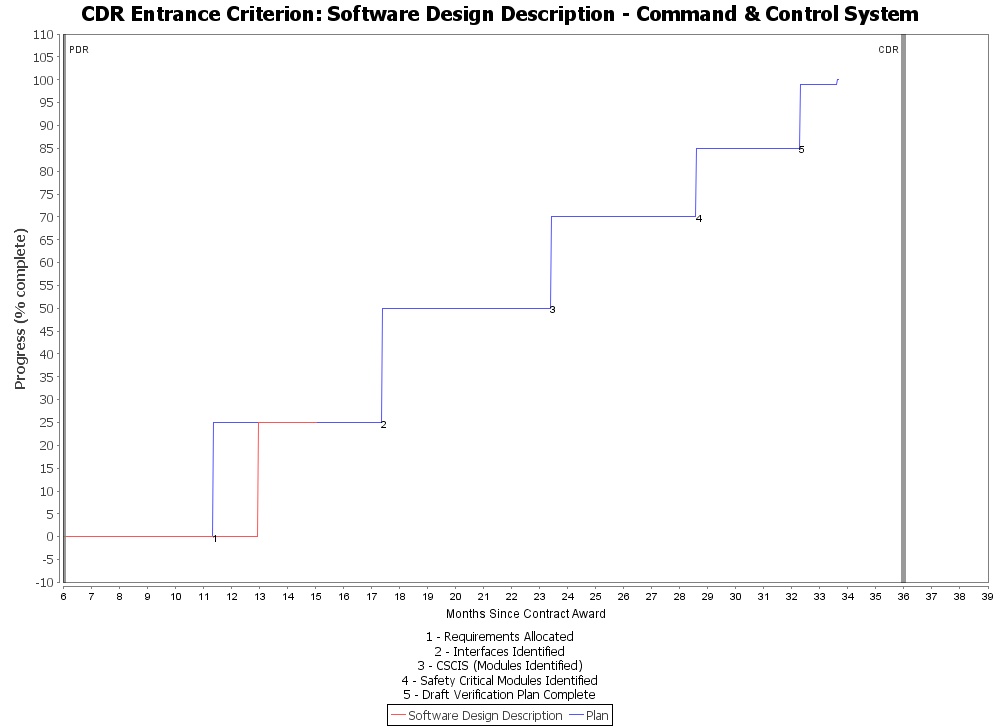 CDR Entrance Criterion: Software Design Description - Command & Control System
110
PDR
CDR
105
100
95
90
85
5
80
75
70
4
65
60
55
50
3
45
40
35
30
25
2
20
15
10
5
0
1
-5
-10
Progress (% complete)
6 7 8 9 10 11 12 13 14 15 16 17 18 19 20 21 22 23 24 25 26 27 28 29 30 31 32 33 34 35 36 37 38 39
Months Since Contract Award
1 - Requirements Allocated
2 - Interfaces Identified
3 - CSCIS (Modules Identified)
4 - Safety Critical Modules Identified
5 - Draft Verification Plan Complete
Software Design Description Plan